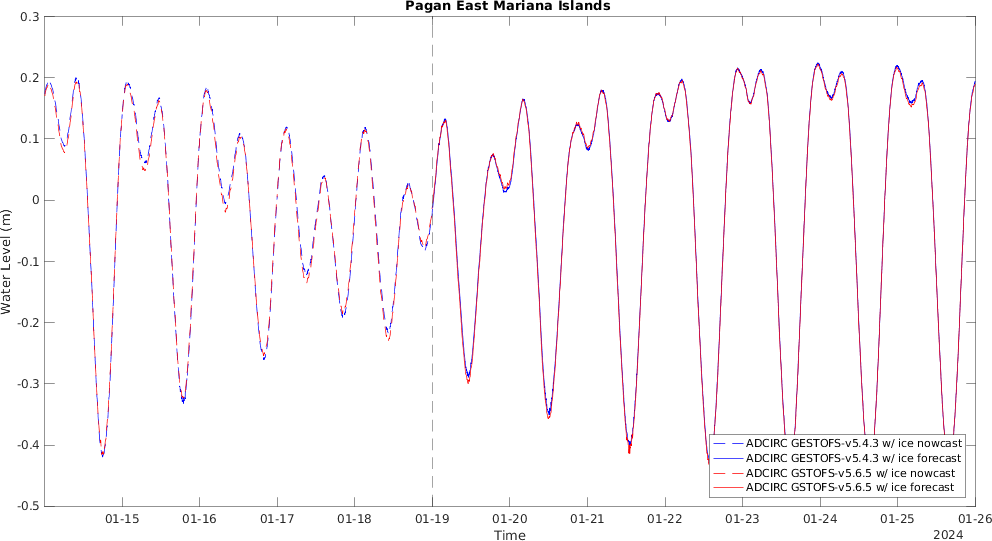 Pagan East Mariana Islands
0.3
0.2
0.1
0
-0.1
-0.2
-0.3
-0.4
-0.5
Water Level (m)
ADCIRC GESTOFS-v5.4.3 w/ ice nowcast
ADCIRC GESTOFS-v5.4.3 w/ ice forecast
ADCIRC GSTOFS-v5.6.5 w/ ice nowcast
ADCIRC GSTOFS-v5.6.5 w/ ice forecast
01-15 01-16 01-17 01-18 01-19 01-20 01-21 01-22 01-23 01-24 01-25 01-26
Time
2024